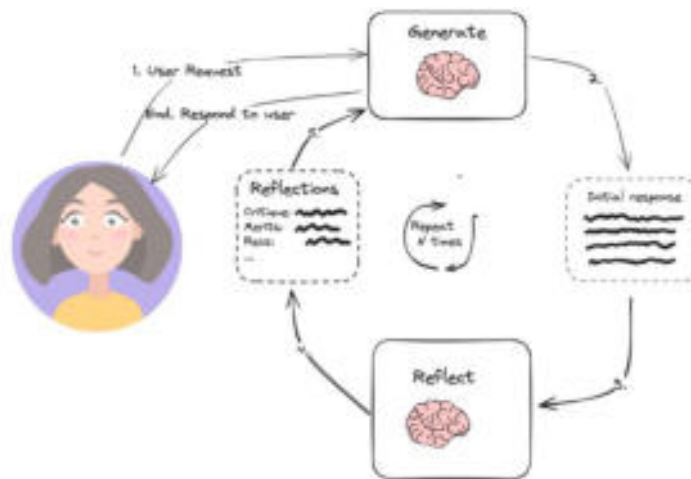 Generate
1. User Request
2.
End. Respond to user
5.
Reflections
Critique:
Merits:
...
Repeat
N times
Initial response
Reflect
4.
3.